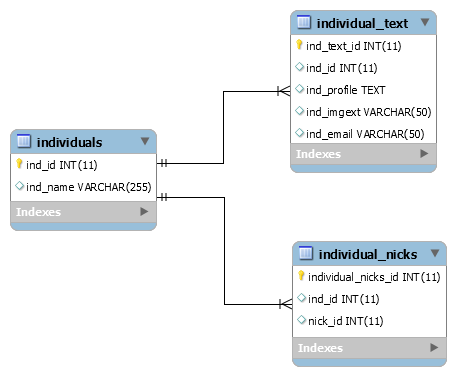 individual_text
ind_text_id INT(11)
ind_id INT(11)
ind_profile TEXT
ind_imgext VARCHAR(50)
ind_email VARCHAR(50)
Indexes
individuals
ind_id INT(11)
ind_name VARCHAR(255)
Indexes
individual_nicks
individual_nicks_id INT(11)
ind_id INT(11)
nick_id INT(11)
Indexes